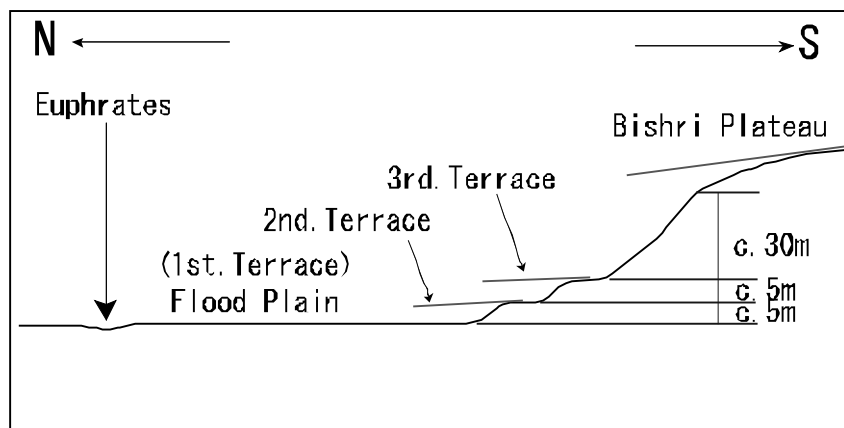 N
S
Euphrates
Bishri Plateau
3rd. Terrace
2nd. Terrace
(1st. Terrace)
Flood Plain
c. 30m
c. 5m
c. 5m